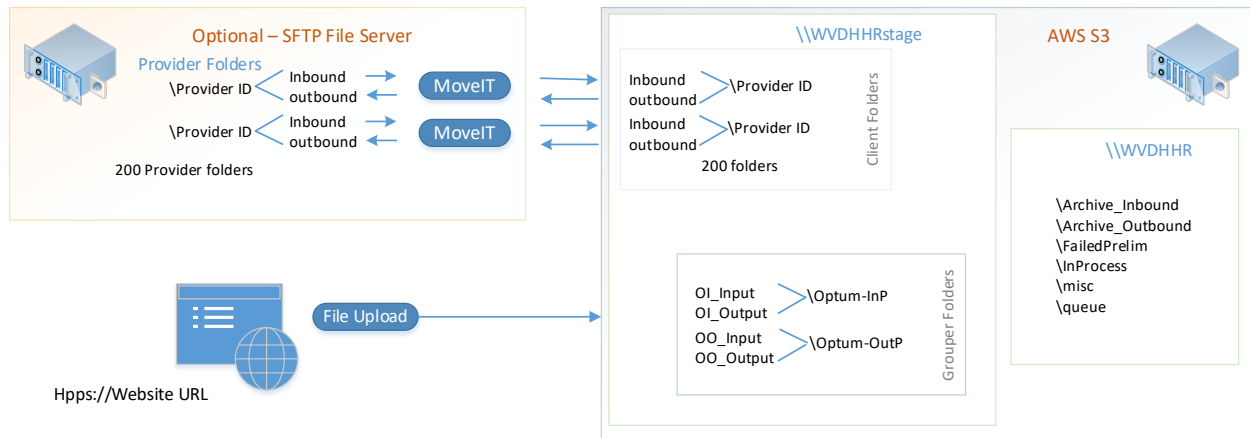 Optional – SFTP File Server
Provider Folders
\Provider ID
Inbound
outbound
MoveIT
\Provider ID
Inbound
outbound
MoveIT
200 Provider folders
Hpps://Website URL
File Upload
\\WVDHHRstage
Inbound
outbound
\Provider ID
Inbound
outbound
\Provider ID
200 folders
Client Folders
OI_Input
OI_Output
\Optum-InP
OO_Input
OO_Output
\Optum-OutP
Grouper Folders
AWS S3
\\WVDHHR
\Archive_Inbound
\Archive_Outbound
\FailedPrelim
\InProcess
\misc
\queue